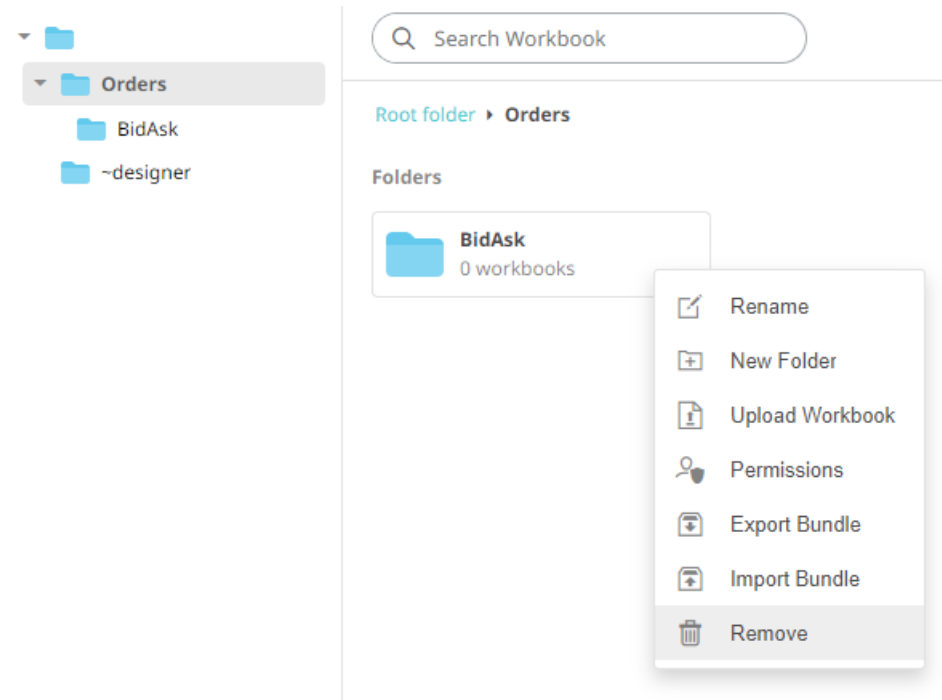 Orders
BidAsk
~designer
Search Workbook
Root folder ▸ Orders
Folders
BidAsk
0 workbooks
Rename
New Folder
Upload Workbook
Permissions
Export Bundle
Import Bundle
Remove